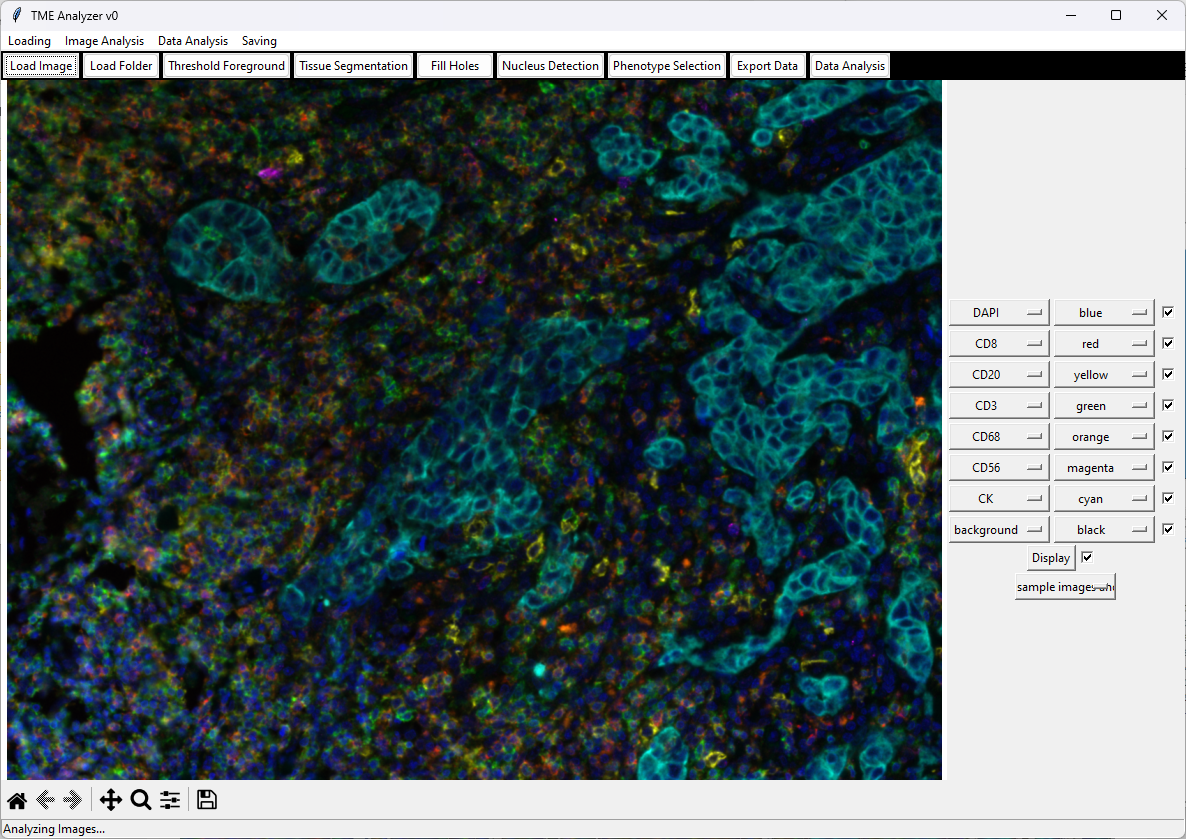 TME Analyzer v0
Loading Image Analysis Data Analysis Saving
Load Image Load Folder Threshold Foreground Tissue Segmentation Fill Holes Nucleus Detection Phenotype Selection Export Data Data Analysis
DAPI blue
CD8 red
CD20 yellow
CD3 green
CD68 orange
CD56 magenta
CK cyan
background black
Display
sample images
Analyzing Images...